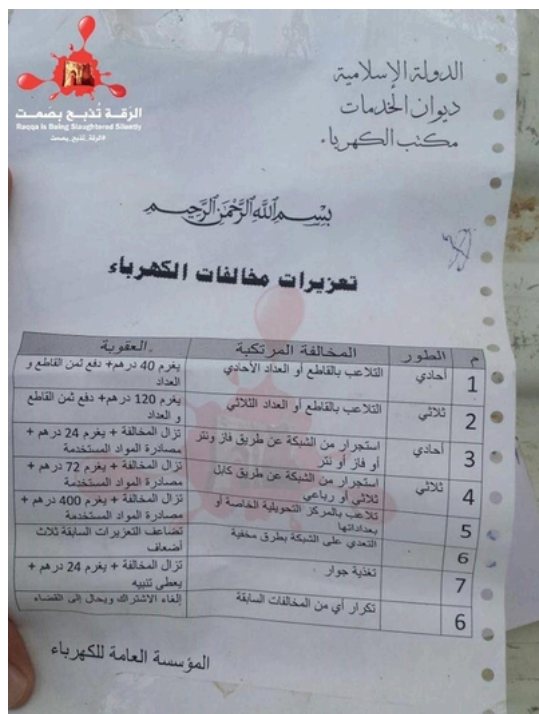 الرقة تذبح بصمت
Raqqa is Being Slaughtered Silently
#الرقة_تذبح_بصمت
الدولة الإسلامية
ديوان الخدمات
مكتب الكهرباء.
بسم الله الرحمن الرحيم
تعزيرات مخالفات الكهرباء
م الطور المخالفة المرتكبة العقوبة
1 أحادي التلاعب بالقاطع أو العداد الأحادي يغرم 40 درهم+ دفع ثمن القاطع و
العداد
2 ثلاثي التلاعب بالقاطع أو العداد الثلاثي يغرم 120 درهم+ دفع ثمن القاطع
و العداد
3 أحادي استجرار من الشبكة عن طريق فاز ونتر تزال المخالفة + يغرم 24 درهم +
أو فاز أو نتر مصادرة المواد المستخدمة
4 ثلاثي استجرار من الشبكة عن طريق كابل تزال المخالفة + يغرم 72 درهم +
ثلاثي أو رباعي مصادرة المواد المستخدمة
5 تلاعب بالمركز التحويلية الخاصة أو تزال المخالفة + يغرم 400 درهم +
بعداداتها مصادرة المواد المستخدمة
6 التعدي على الشبكة بطرق مخفية تضاعف التعزيرات السابقة ثلاث
أضعاف
7 تغذية جوار تزال المخالفة + يغرم 24 درهم +
يعطى تنبيه
6 تكرار أي من المخالفات السابقة إلغاء الاشتراك ويحال إلى القضاء
المؤسسة العامة للكهرباء